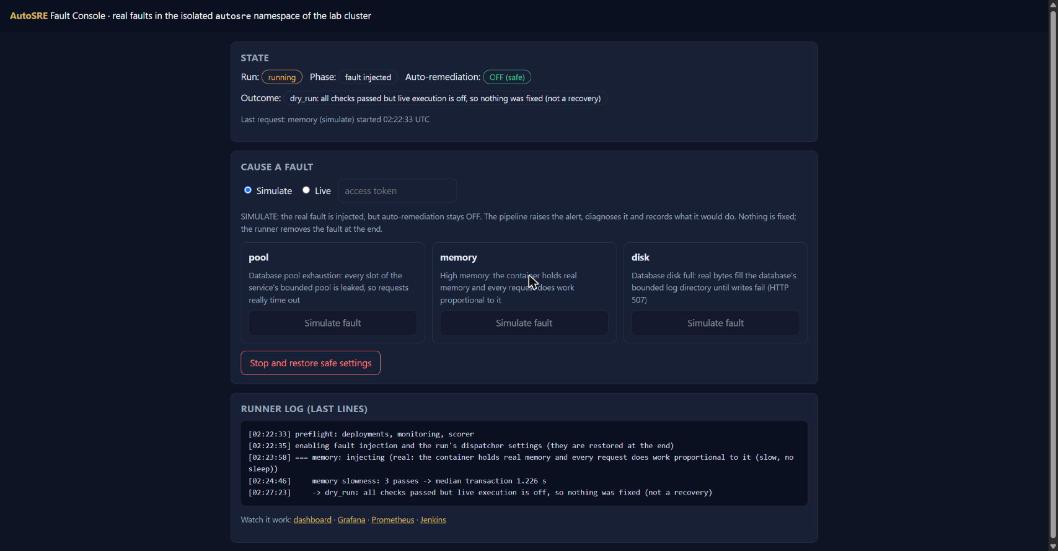 AutoSRE Fault Console · real faults in the isolated autosre namespace of the lab cluster
STATE
Run: running Phase: fault injected Auto-remediation: OFF (safe)
Outcome: dry_run: all checks passed but live execution is off, so nothing was fixed (not a recovery)
Last request: memory (simulate) started 02:22:33 UTC
CAUSE A FAULT
Simulate Live access token
SIMULATE: the real fault is injected, but auto-remediation stays OFF. The pipeline raises the alert, diagnoses it and records what it would do. Nothing is fixed;
the runner removes the fault at the end.
pool
Database pool exhaustion: every slot of the
service's bounded pool is leaked, so requests
really time out
Simulate fault
memory
High memory: the container holds real
memory and every request does work
proportional to it
Simulate fault
disk
Database disk full: real bytes fill the database's
bounded log directory until writes fail (HTTP
507)
Simulate fault
Stop and restore safe settings
RUNNER LOG (LAST LINES)
[02:22:33] preflight: deployments, monitoring, scorer
[02:22:35] enabling fault injection and the run's dispatcher settings (they are restored at the end)
[02:23:58] === memory: injecting (real: the container holds real memory and every request does work proportional to it (slow, no
sleep))
[02:24:46] memory slowness: 3 passes -> median transaction 1.226 s
[02:27:23] -> dry_run: all checks passed but live execution is off, so nothing was fixed (not a recovery)
Watch it work: dashboard · Grafana · Prometheus · Jenkins